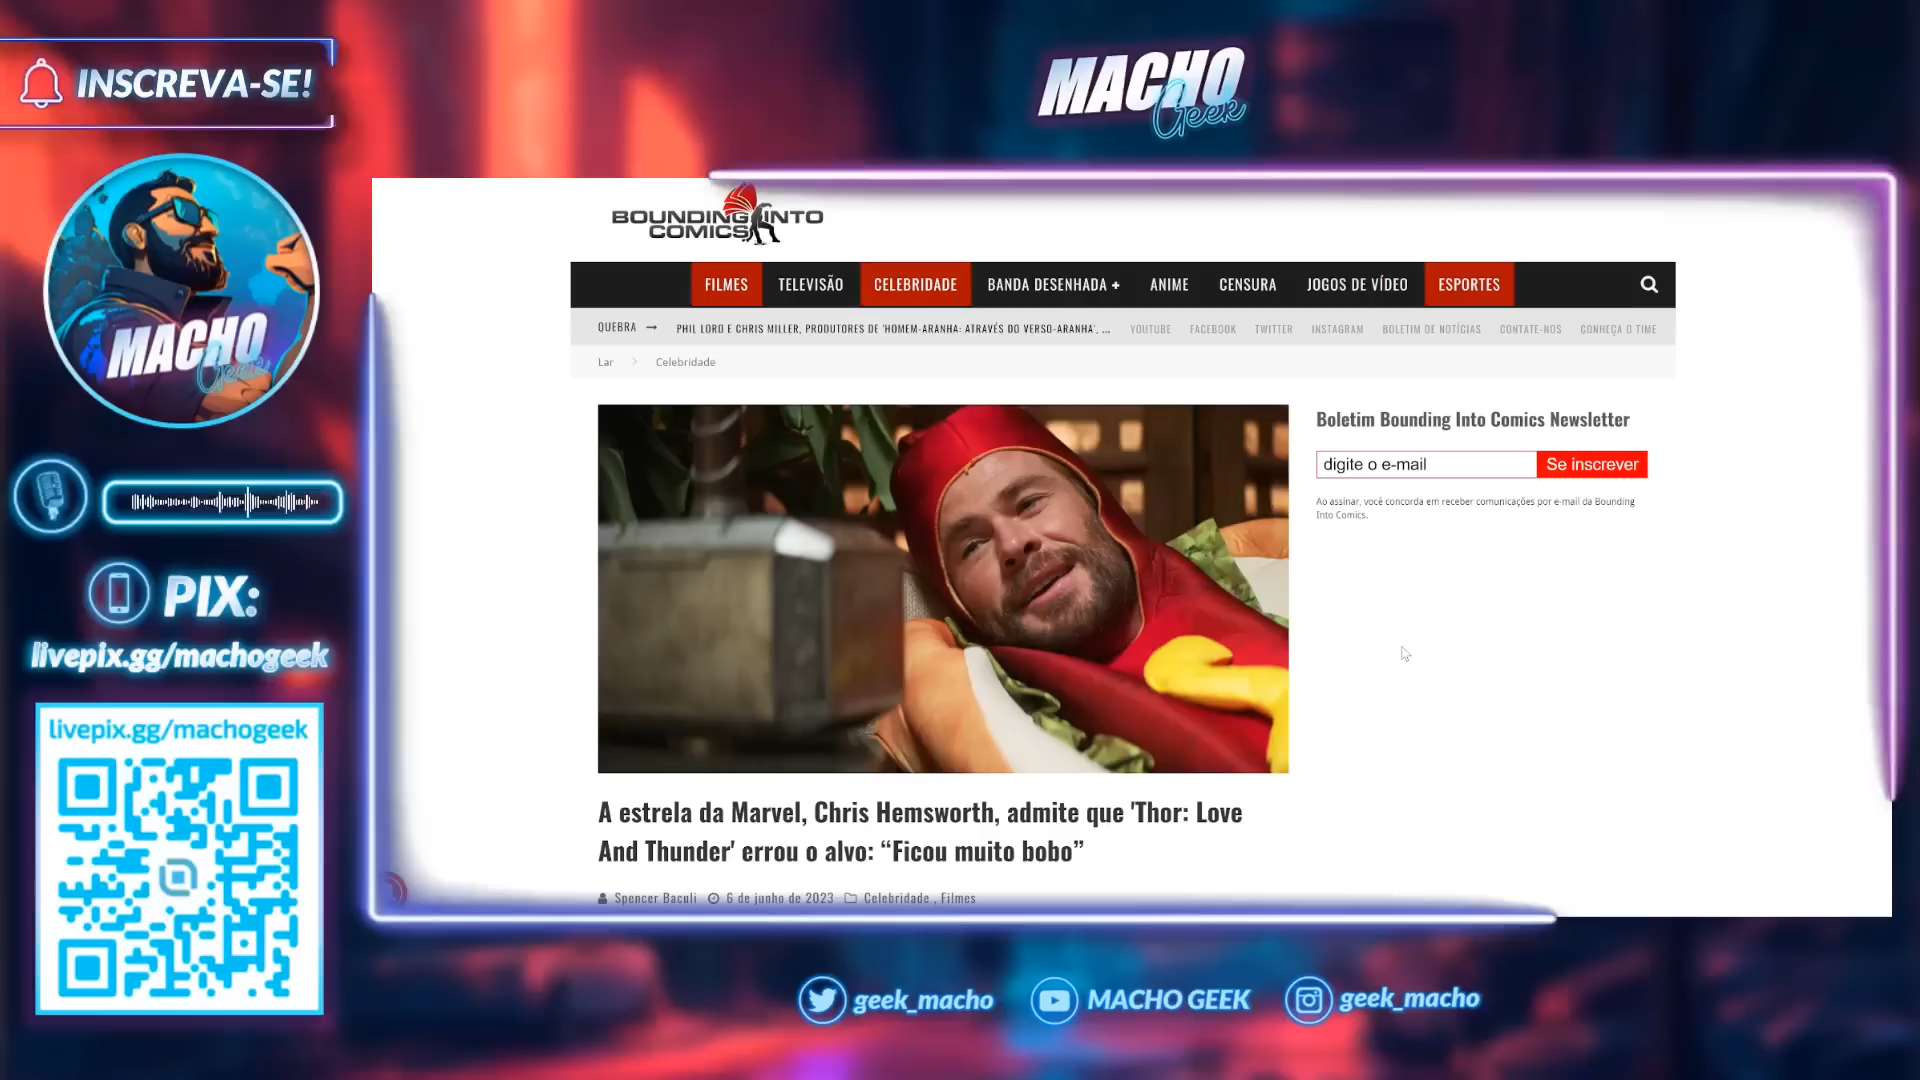 INSCREVA-SE!
MACHO
Geek
MACHO
Geek
PIX:
livepix.gg/machogeek
livepix.gg/machogeek
BOUNDING INTO
COMICS
FILMES TELEVISÃO CELEBRIDADE BANDA DESENHADA + ANIME CENSURA JOGOS DE VÍDEO ESPORTES
QUEBRA → PHIL LORD E CHRIS MILLER, PRODUTORES DE 'HOMEM-ARANHA: ATRAVÉS DO VERSO-ARANHA', ... YOUTUBE FACEBOOK TWITTER INSTAGRAM BOLETIM DE NOTÍCIAS CONTATE-NOS CONHEÇA O TIME
Lar > Celebridade
Boletim Bounding Into Comics Newsletter
digite o e-mail Se inscrever
Ao assinar, você concorda em receber comunicações por e-mail da Bounding
Into Comics.
A estrela da Marvel, Chris Hemsworth, admite que 'Thor: Love
And Thunder' errou o alvo: “Ficou muito bobo”
Spencer Baculi 6 de junho de 2023 Celebridade , Filmes
geek_macho MACHO GEEK geek_macho